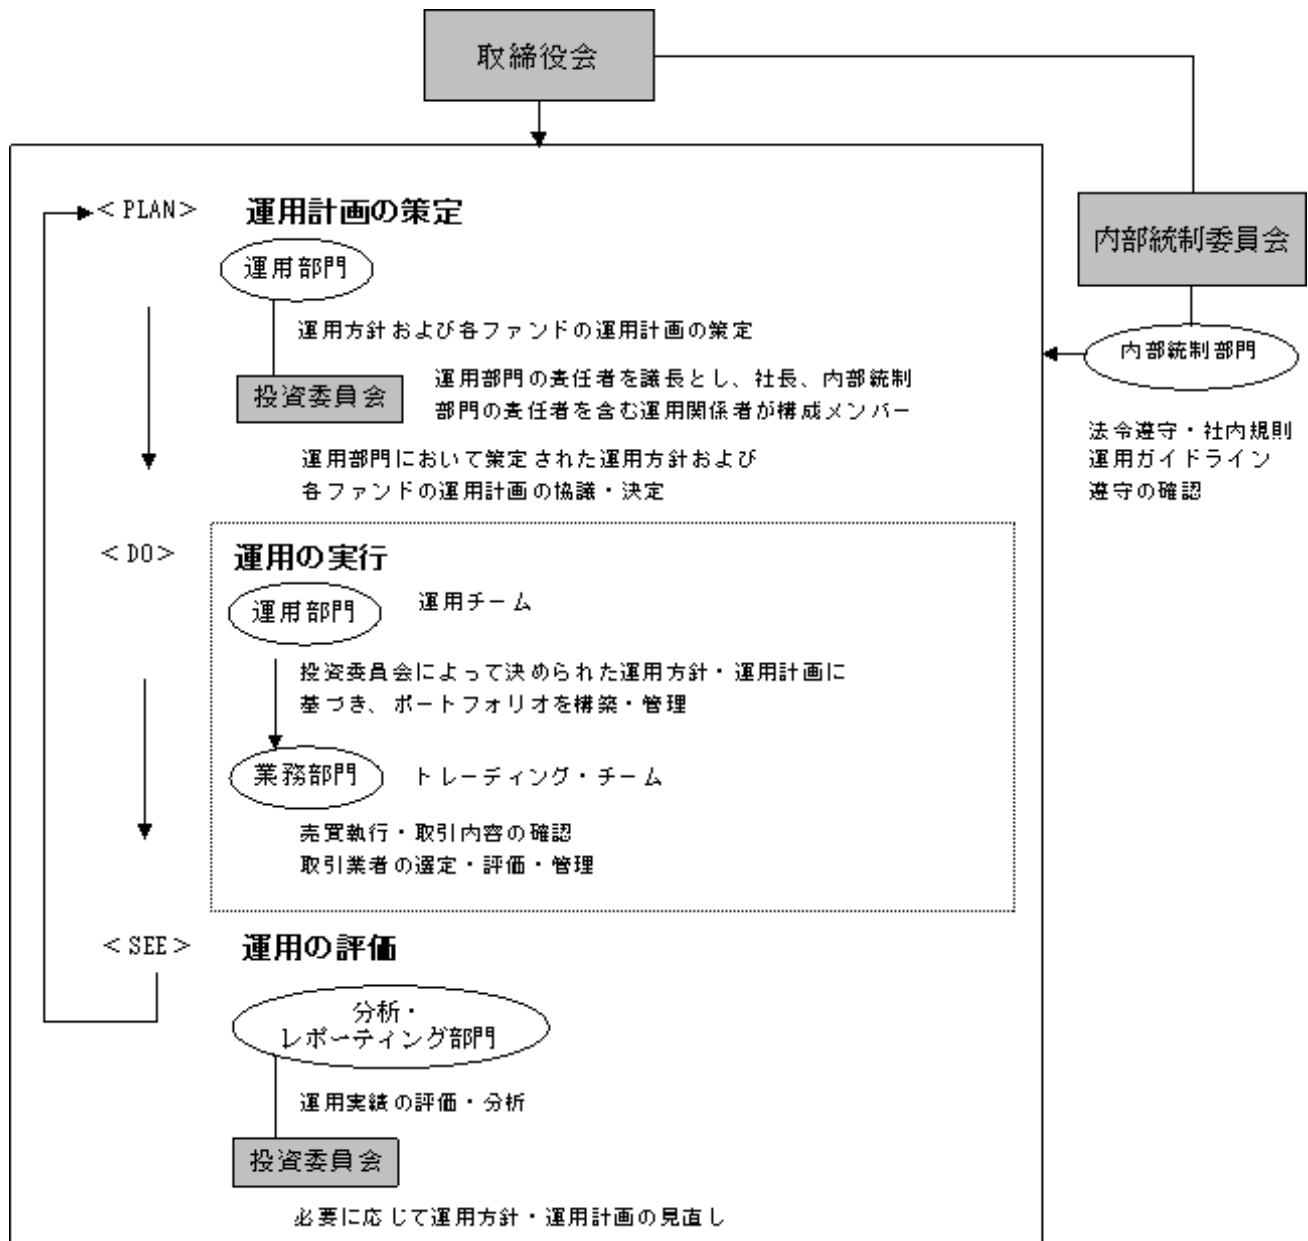 取締役会
<PLAN> 運用計画の策定
内部統制委員会
運用部門
運用方針および各ファンドの運用計画の策定
内部統制部門
投資委員会
運用部門の責任者を議長とし、社長、内部統制
部門の責任者を含む運用関係者が構成メンバー
法令遵守・社内規則
運用ガイドライン
遵守の確認
運用部門において策定された運用方針および
各ファンドの運用計画の協議・決定
<DO> 運用の実行
運用部門 運用チーム
投資委員会によって決められた運用方針・運用計画に
基づき、ポートフォリオを構築・管理
業務部門 トレーディング・チーム
売買執行・取引内容の確認
取引業者の選定・評価・管理
<SEE> 運用の評価
分析・
レポーティング部門
運用実績の評価・分析
投資委員会
必要に応じて運用方針・運用計画の見直し